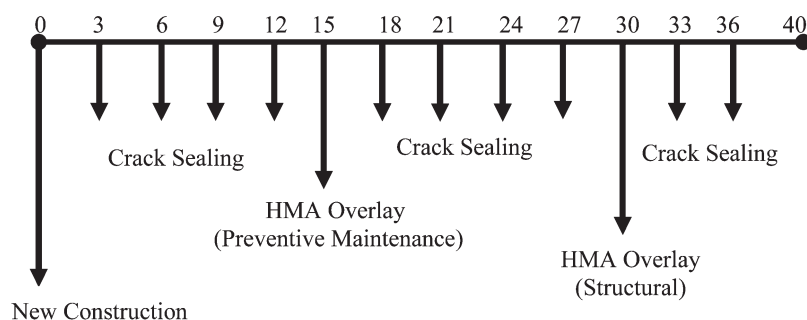 0 3 6 9 12 15 18 21 24 27 30 33 36 40
Crack Sealing
Crack Sealing
Crack Sealing
HMA Overlay
(Preventive Maintenance)
HMA Overlay
(Structural)
New Construction